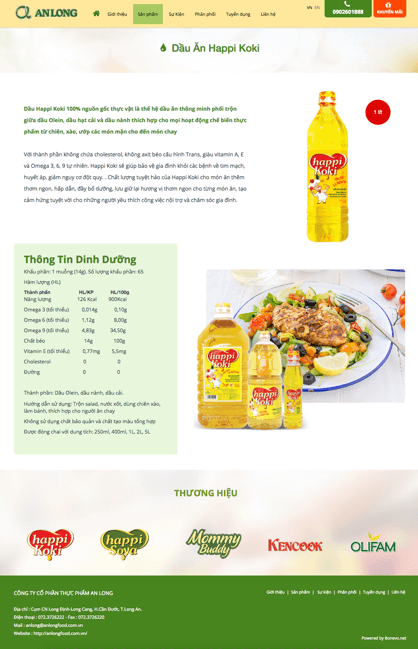 AN LONG
Giới thiệu
Sản phẩm
Sự Kiện
Phân phối
Tuyển dụng
Liên hệ
VN EN
0902601888
KHUYẾN MÃI
Dầu Ăn Happi Koki
Dầu Happi Koki 100% nguồn gốc thực vật là thế hệ dầu ăn thông minh phối trộn
giữa dầu Olein, dầu hạt cải và dầu nành thích hợp cho mọi hoạt động chế biến thực
phẩm từ chiên, xào, ướp các món mặn cho đến món chay
Với thành phần không chứa cholesterol, không axit béo cấu hình Trans, giàu vitamin A, E
và Omega 3, 6, 9 tự nhiên. Happi Koki sẽ giúp bảo vệ gia đình khỏi các bệnh về tim mạch,
huyết áp, giảm nguy cơ đột quỵ. . . Chất lượng tuyệt hảo của Happi Koki cho món ăn thêm
thơm ngon, hấp dẫn, đầy bổ dưỡng, lưu giữ lại hương vị thơm ngon cho từng món ăn, tạo
cảm hứng tuyệt vời cho những người yêu thích công việc nội trợ và chăm sóc gia đình.
happi
Koki
1 lít
Thông Tin Dinh Dưỡng
Khẩu phần: 1 muỗng (14g). Số lượng khẩu phần: 65
Hàm lượng (HL)
Thành phần HL/KP HL/100g
Năng lượng 126 Kcal 900Kcal
Omega 3 (tối thiểu) 0,014g 0,10g
Omega 6 (tối thiểu) 1,12g 8,00g
Omega 9 (tối thiểu) 4,83g 34,50g
Chất béo 14g 100g
Vitamin E (tối thiểu) 0,77mg 5,5mg
Cholesterol 0 0
Đường 0 0
Thành phần: Dầu Olein, dầu nành, dầu cải.
Hướng dẫn sử dụng: Trộn salad, nước xốt, dùng chiên xào,
làm bánh, thích hợp cho người ăn chay
Không sử dụng chất bảo quản và chất tạo màu tổng hợp
Được đóng chai với dung tích: 250ml, 400ml, 1L, 2L, 5L
happi
Koki
happi
Koki
happi
Koki
THƯƠNG HIỆU
happi
Koki
happi
Soya
Mommy
Buddy
KENCOOK
OLIFAM
CÔNG TY CỔ PHẦN THỰC PHẨM AN LONG
Giới thiệu | Sản phẩm | Sự Kiện | Phân phối | Tuyển dụng | Liên hệ
Địa chỉ : Cụm CN Long Định-Long Cang, H.Cần Đước, T.Long An.
Điện thoại : 072.3726222 - Fax : 072.3726220
Mail : anlong@anlongfood.com.vn
Website : http://anlongfood.com.vn/
Powered by Bonevo.net